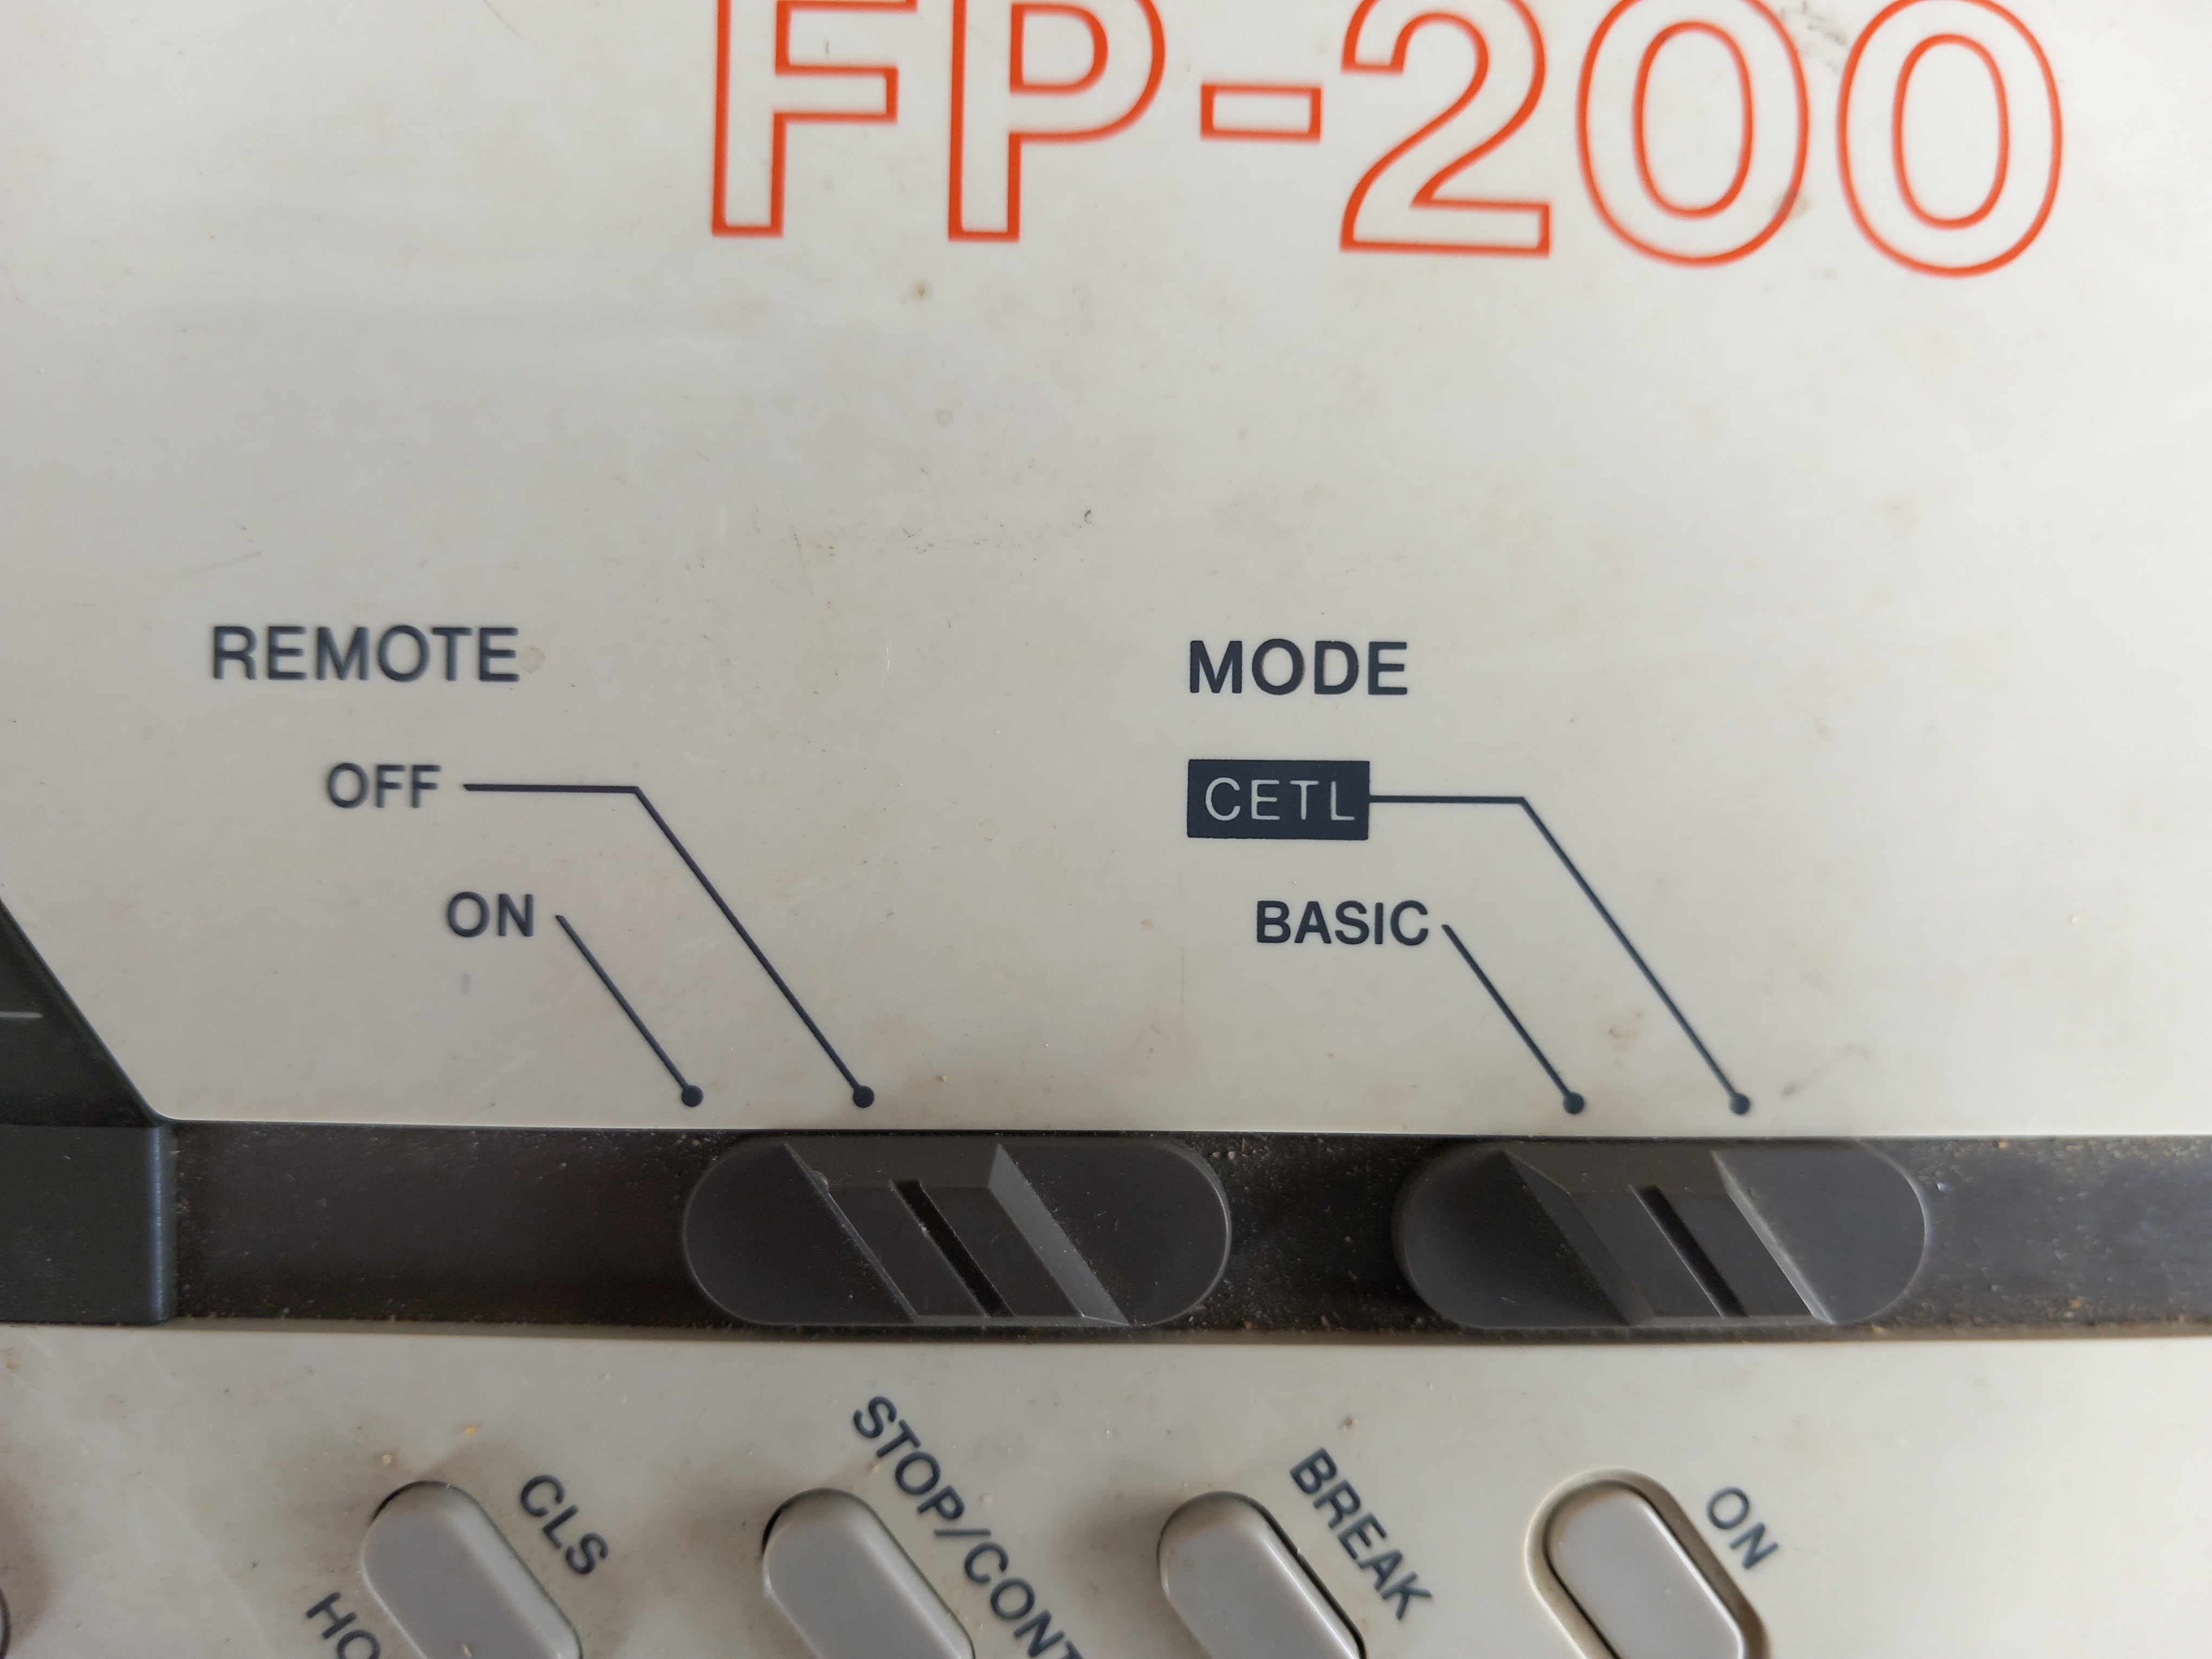 FP-200
REMOTE
MODE
OFF
CETL
ON
BASIC
CLS
STOP/CONT
BREAK
ON